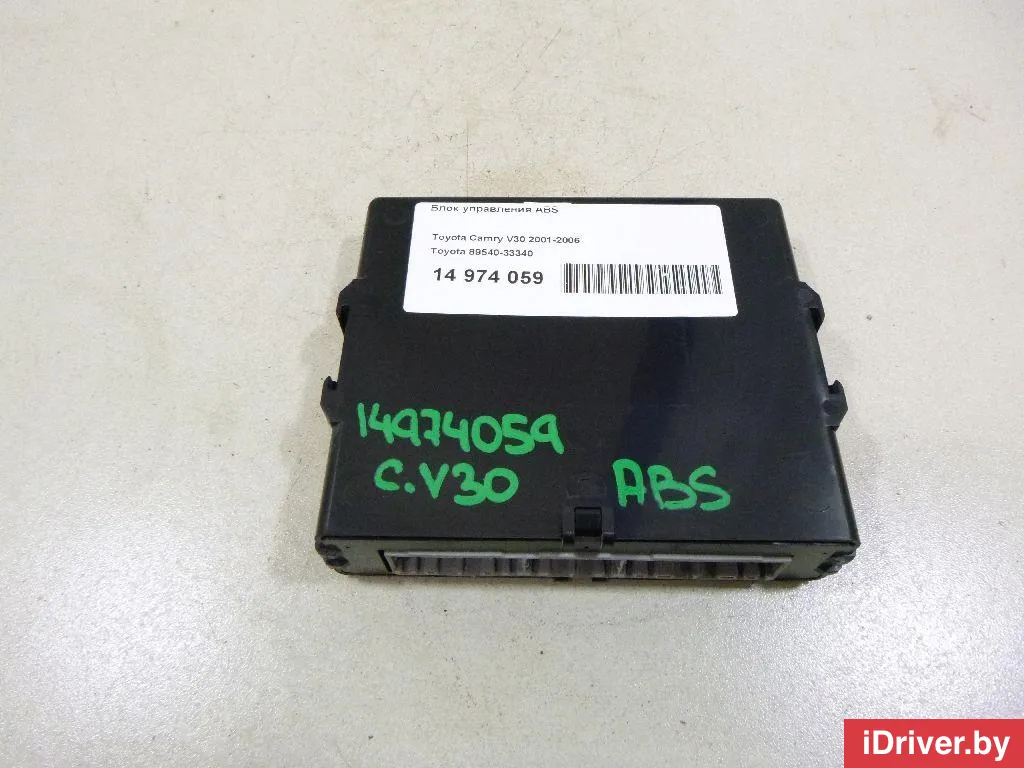 Блок управления ABS
Toyota Camry V30 2001-2006
Toyota 89540-33340
14 974 059
14974059
C.V30 ABS
iDriver.by